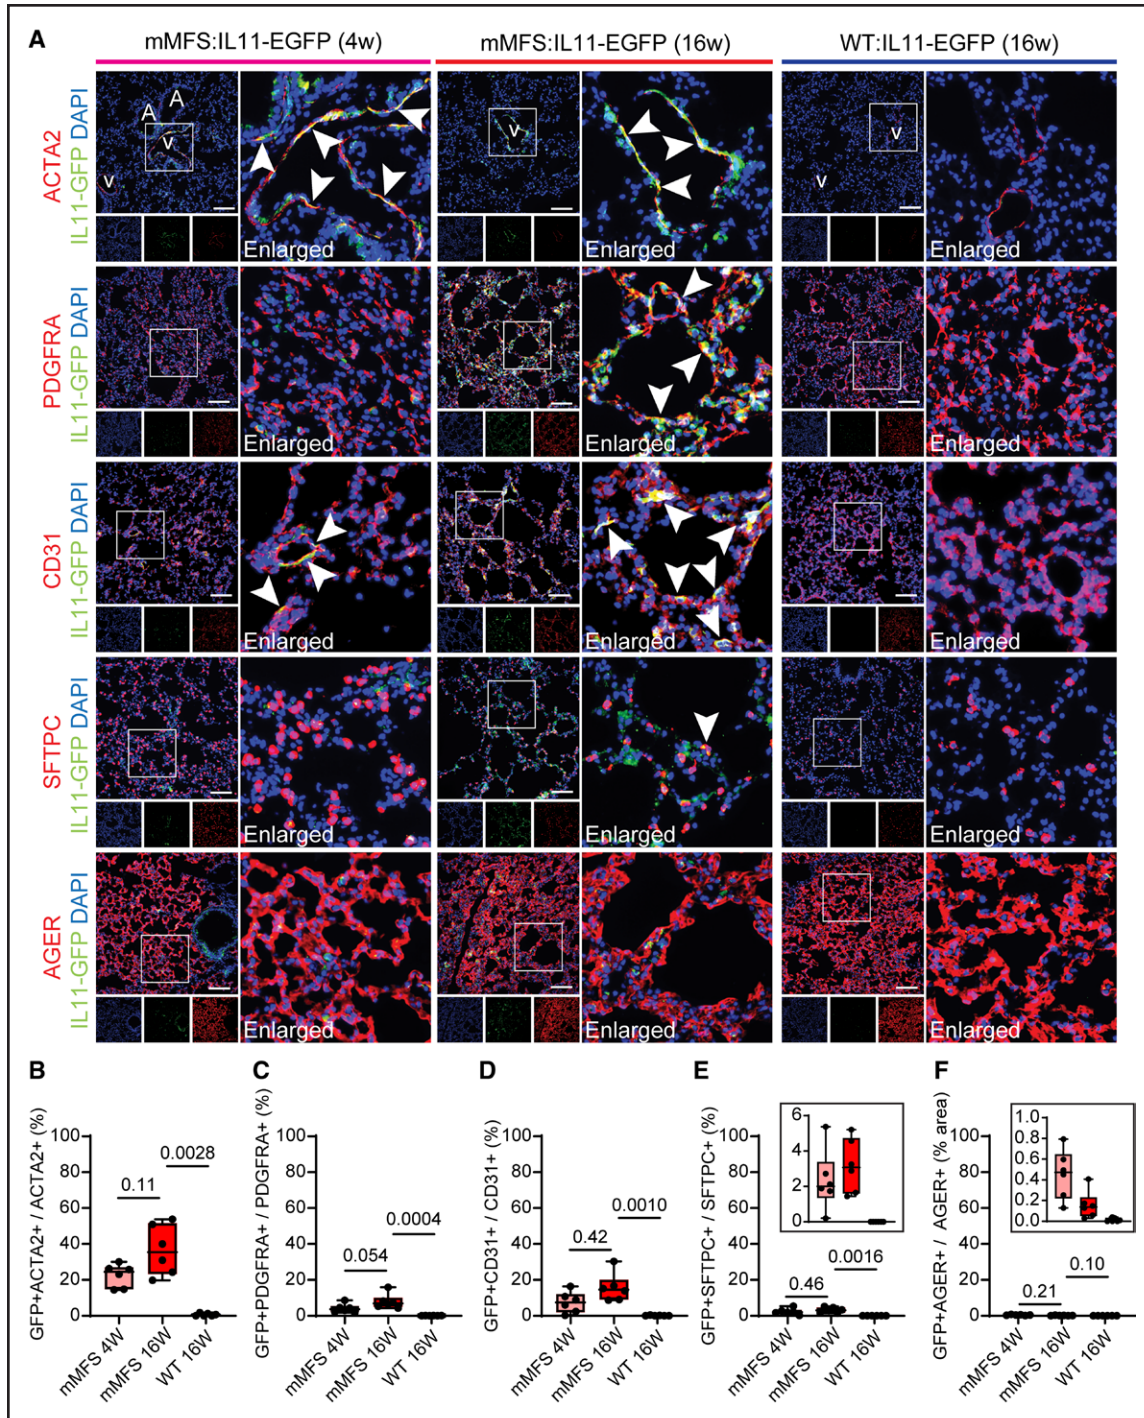 A
mMFS:IL11-EGFP (4w)
mMFS:IL11-EGFP (16w)
WT:IL11-EGFP (16w)
ACTA2
IL11-GFP DAPI
A
A
v
v
Enlarged
v
v
Enlarged
v
Enlarged
PDGFRA
IL11-GFP DAPI
Enlarged
Enlarged
Enlarged
CD31
IL11-GFP DAPI
Enlarged
Enlarged
Enlarged
SFTPC
IL11-GFP DAPI
Enlarged
Enlarged
Enlarged
AGER
IL11-GFP DAPI
Enlarged
Enlarged
Enlarged
B
GFP+ACTA2+ / ACTA2+ (%)
100
80
60
40
20
0
0.0028
0.11
mMFS 4W
mMFS 16W
WT 16W
C
GFP+PDGFRA+ / PDGFRA+ (%)
100
80
60
40
20
0
0.0004
0.054
mMFS 4W
mMFS 16W
WT 16W
D
GFP+CD31+ / CD31+ (%)
100
80
60
40
20
0
0.0010
0.42
mMFS 4W
mMFS 16W
WT 16W
E
GFP+SFTPC+ / SFTPC+ (%)
100
80
60
40
20
0
6
4
2
0
0.0016
0.46
mMFS 4W
mMFS 16W
WT 16W
F
GFP+AGER+ / AGER+ (% area)
100
80
60
40
20
0
1.0
0.8
0.6
0.4
0.2
0.0
0.10
0.21
mMFS 4W
mMFS 16W
WT 16W